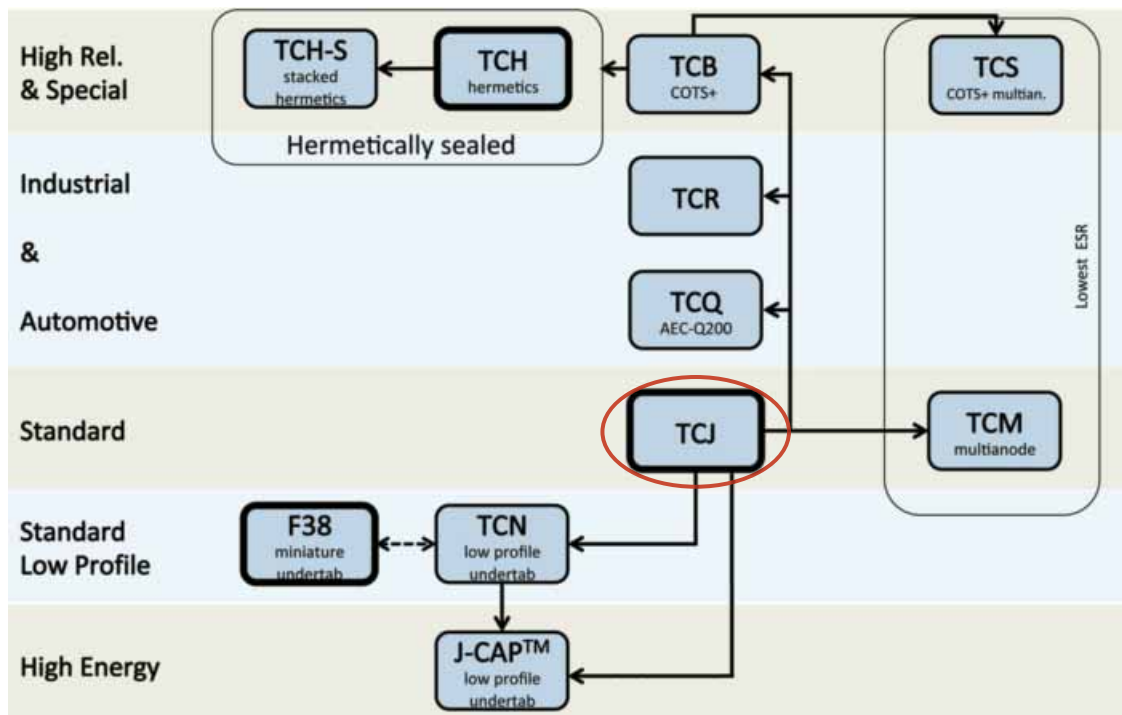 High Rel.
& Special
TCH-S
stacked
hermetics
TCH
hermetics
TCB
COTS+
TCS
COTS+ multian.
Hermetically sealed
Industrial
&
Automotive
TCR
TCQ
AEC-Q200
Lowest ESR
Standard
TCJ
TCM
multianode
Standard
Low Profile
F38
miniature
undertab
TCN
low profile
undertab
High Energy
J-CAP™
low profile
undertab